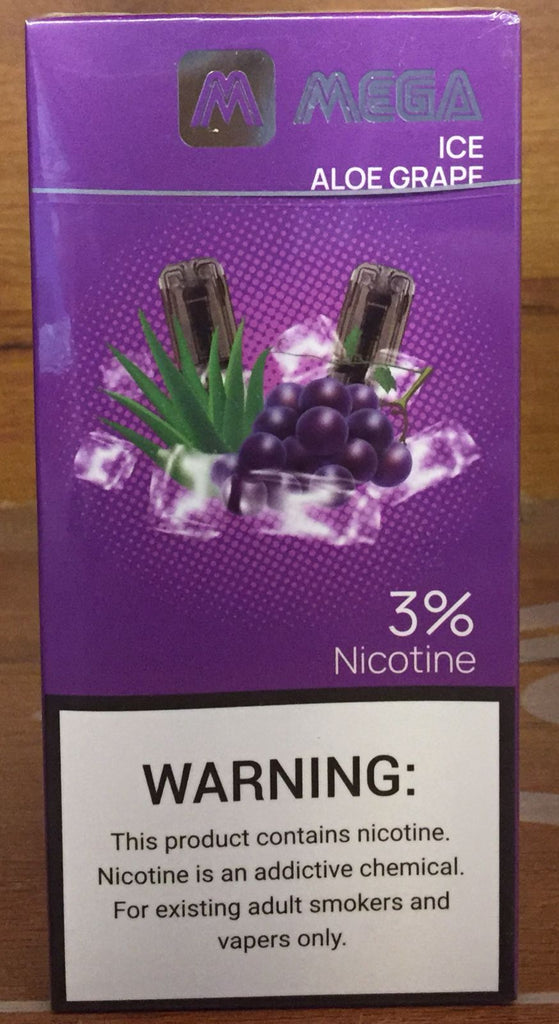 M MEGA
ICE
ALOE GRAPE
3%
Nicotine
WARNING:
This product contains nicotine.
Nicotine is an addictive chemical.
For existing adult smokers and
vapers only.